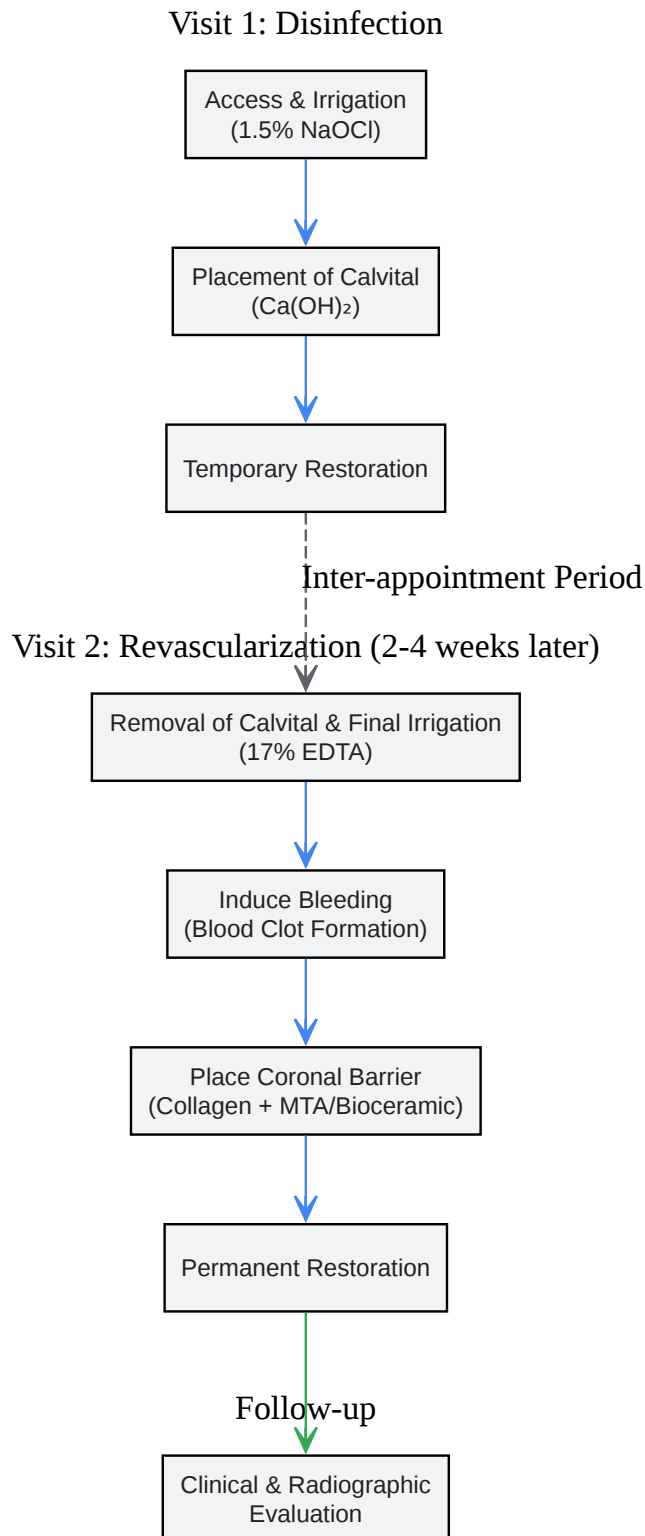 Visit 1: Disinfection
Access & Irrigation
(1.5% NaOCl)
Placement of Calvital
(Ca(OH)₂)
Temporary Restoration
Inter-appointment Period
Visit 2: Revascularization (2-4 weeks later)
Removal of Calvital & Final Irrigation
(17% EDTA)
Induce Bleeding
(Blood Clot Formation)
Place Coronal Barrier
(Collagen + MTA/Bioceramic)
Permanent Restoration
Follow-up
Clinical & Radiographic
Evaluation